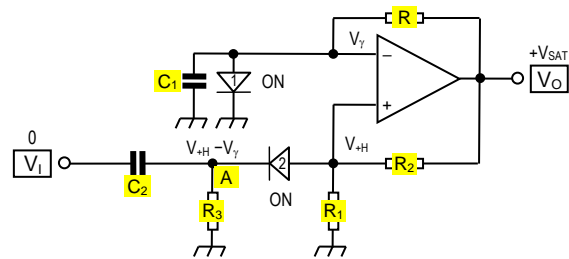 R
Vγ
+VSAT
C1
1
ON
−
VO
+
0
V+H −Vγ
V+H
VI
2
R2
C2
A
ON
R3
R1